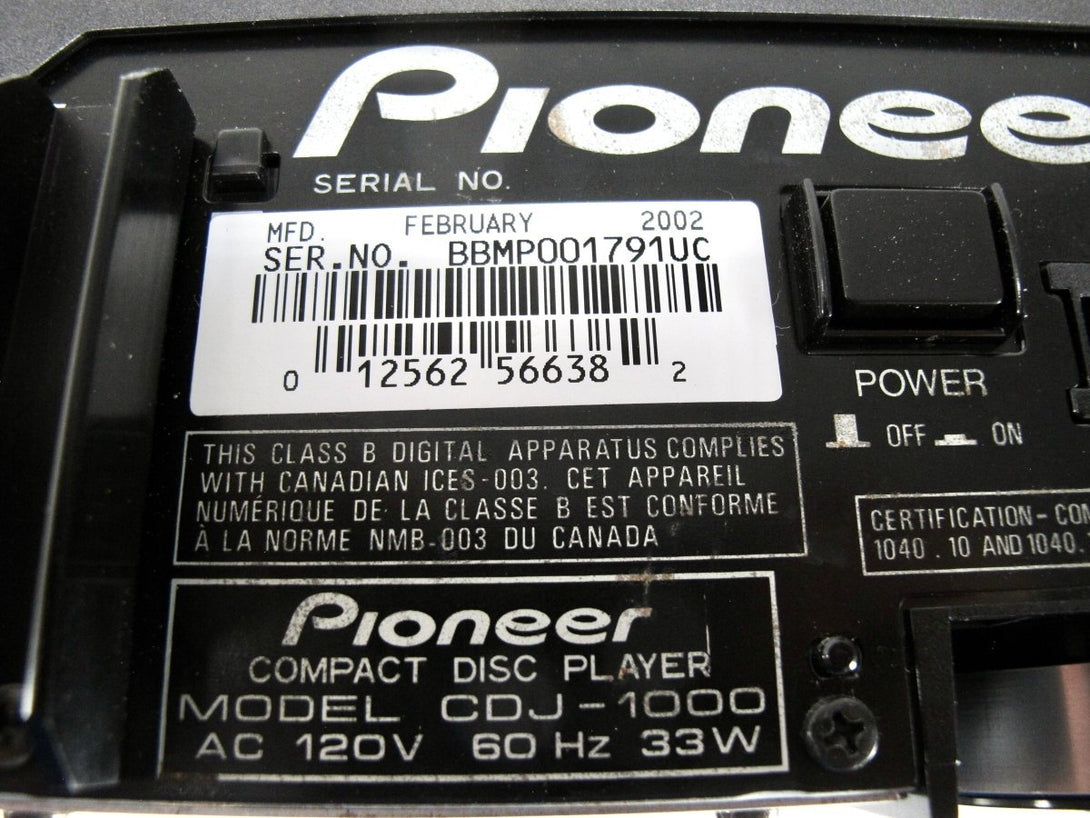 Pioneer
SERIAL NO.
MFD. FEBRUARY 2002
SER.NO. BBMP001791UC
0 12562 56638 2
POWER
OFF ON
THIS CLASS B DIGITAL APPARATUS COMPLIES
WITH CANADIAN ICES-003. CET APPAREIL
NUMÉRIQUE DE LA CLASSE B EST CONFORME
À LA NORME NMB-003 DU CANADA
CERTIFICATION-
1040.10 AND 1040.
Pioneer
COMPACT DISC PLAYER
MODEL CDJ-1000
AC 120V 60 Hz 33W